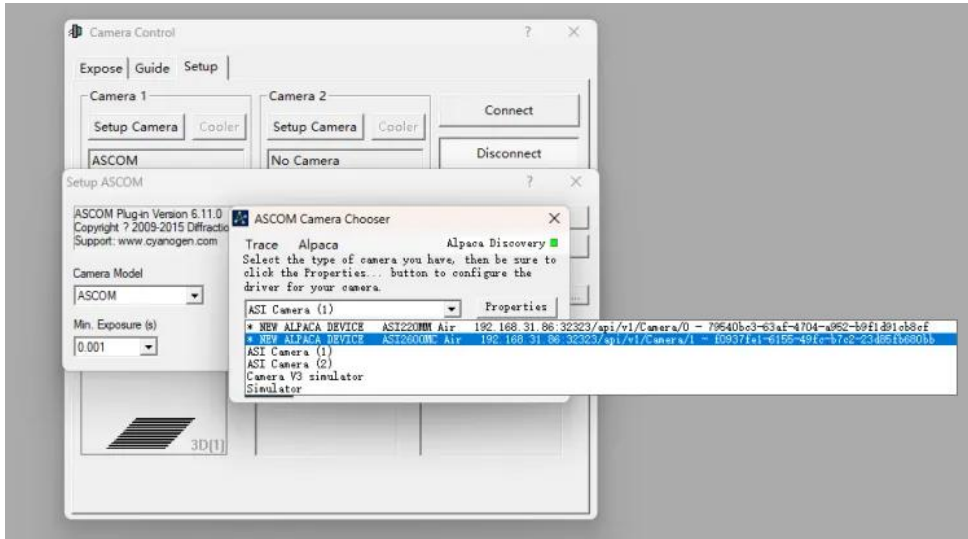 Camera Control ? ×
Expose Guide Setup
Camera 1
Camera 2
Setup Camera Cooler
Setup Camera Cooler
Connect
ASCOM
No Camera
Disconnect
Setup ASCOM ? ×
ASCOM Plug-in Version 6.11.0
Copyright ? 2009-2015 Diffractio
Support: www.cyanogen.com
Camera Model
ASCOM
Min. Exposure (s)
0.001
ASCOM Camera Chooser ×
Trace Alpaca Alpaca Discovery
Select the type of camera you have, then be sure to
click the Properties... button to configure the
driver for your camera.
ASI Camera (1) Properties
...
* NEW ALPACA DEVICE ASI220MM Air 192.168.31.86:32323/api/v1/Camera/0 - 79540bc3-63af-4704-a952-b9f1d91cb8cf
* NEW ALPACA DEVICE ASI2600MC Air 192.168.31.86:32323/api/v1/Camera/1 - f0937fe1-6155-49fc-b7c2-23d85fb680bb
ASI Camera (1)
ASI Camera (2)
Camera V3 simulator
Simulator
3D[1]